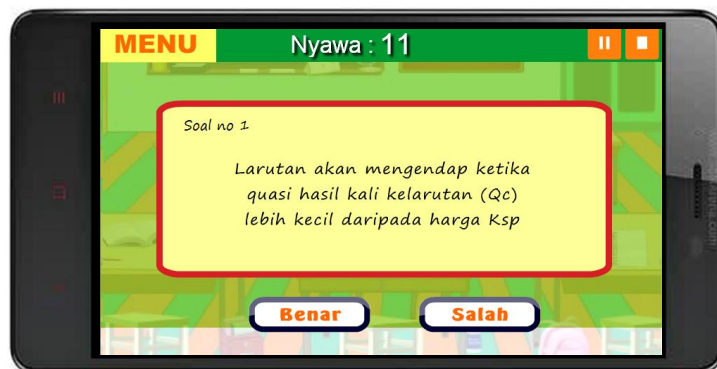 MENU
Nyawa : 11
Soal no 1
Larutan akan mengendap ketika
quasi hasil kali kelarutan (Qc)
lebih kecil daripada harga Ksp
Benar
Salah